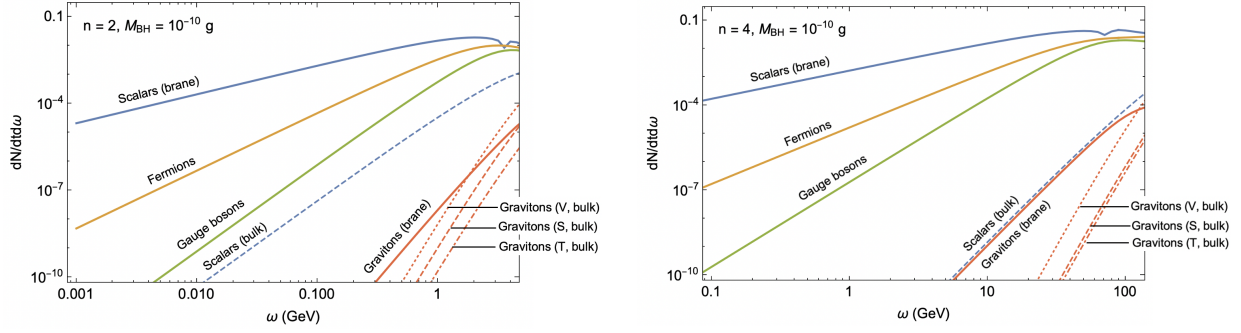 n = 2, M_BH = 10^-10 g
0.1
10^-4
10^-7
10^-10
dN/dtdω
Scalars (brane)
Fermions
Gauge bosons
Scalars (bulk)
Gravitons (brane)
Gravitons (V, bulk)
Gravitons (S, bulk)
Gravitons (T, bulk)
0.001 0.010 0.100 1
ω (GeV)
n = 4, M_BH = 10^-10 g
0.1
10^-4
10^-7
10^-10
dN/dtdω
Scalars (brane)
Fermions
Gauge bosons
Scalars (bulk)
Gravitons (brane)
Gravitons (V, bulk)
Gravitons (S, bulk)
Gravitons (T, bulk)
0.1 1 10 100
ω (GeV)